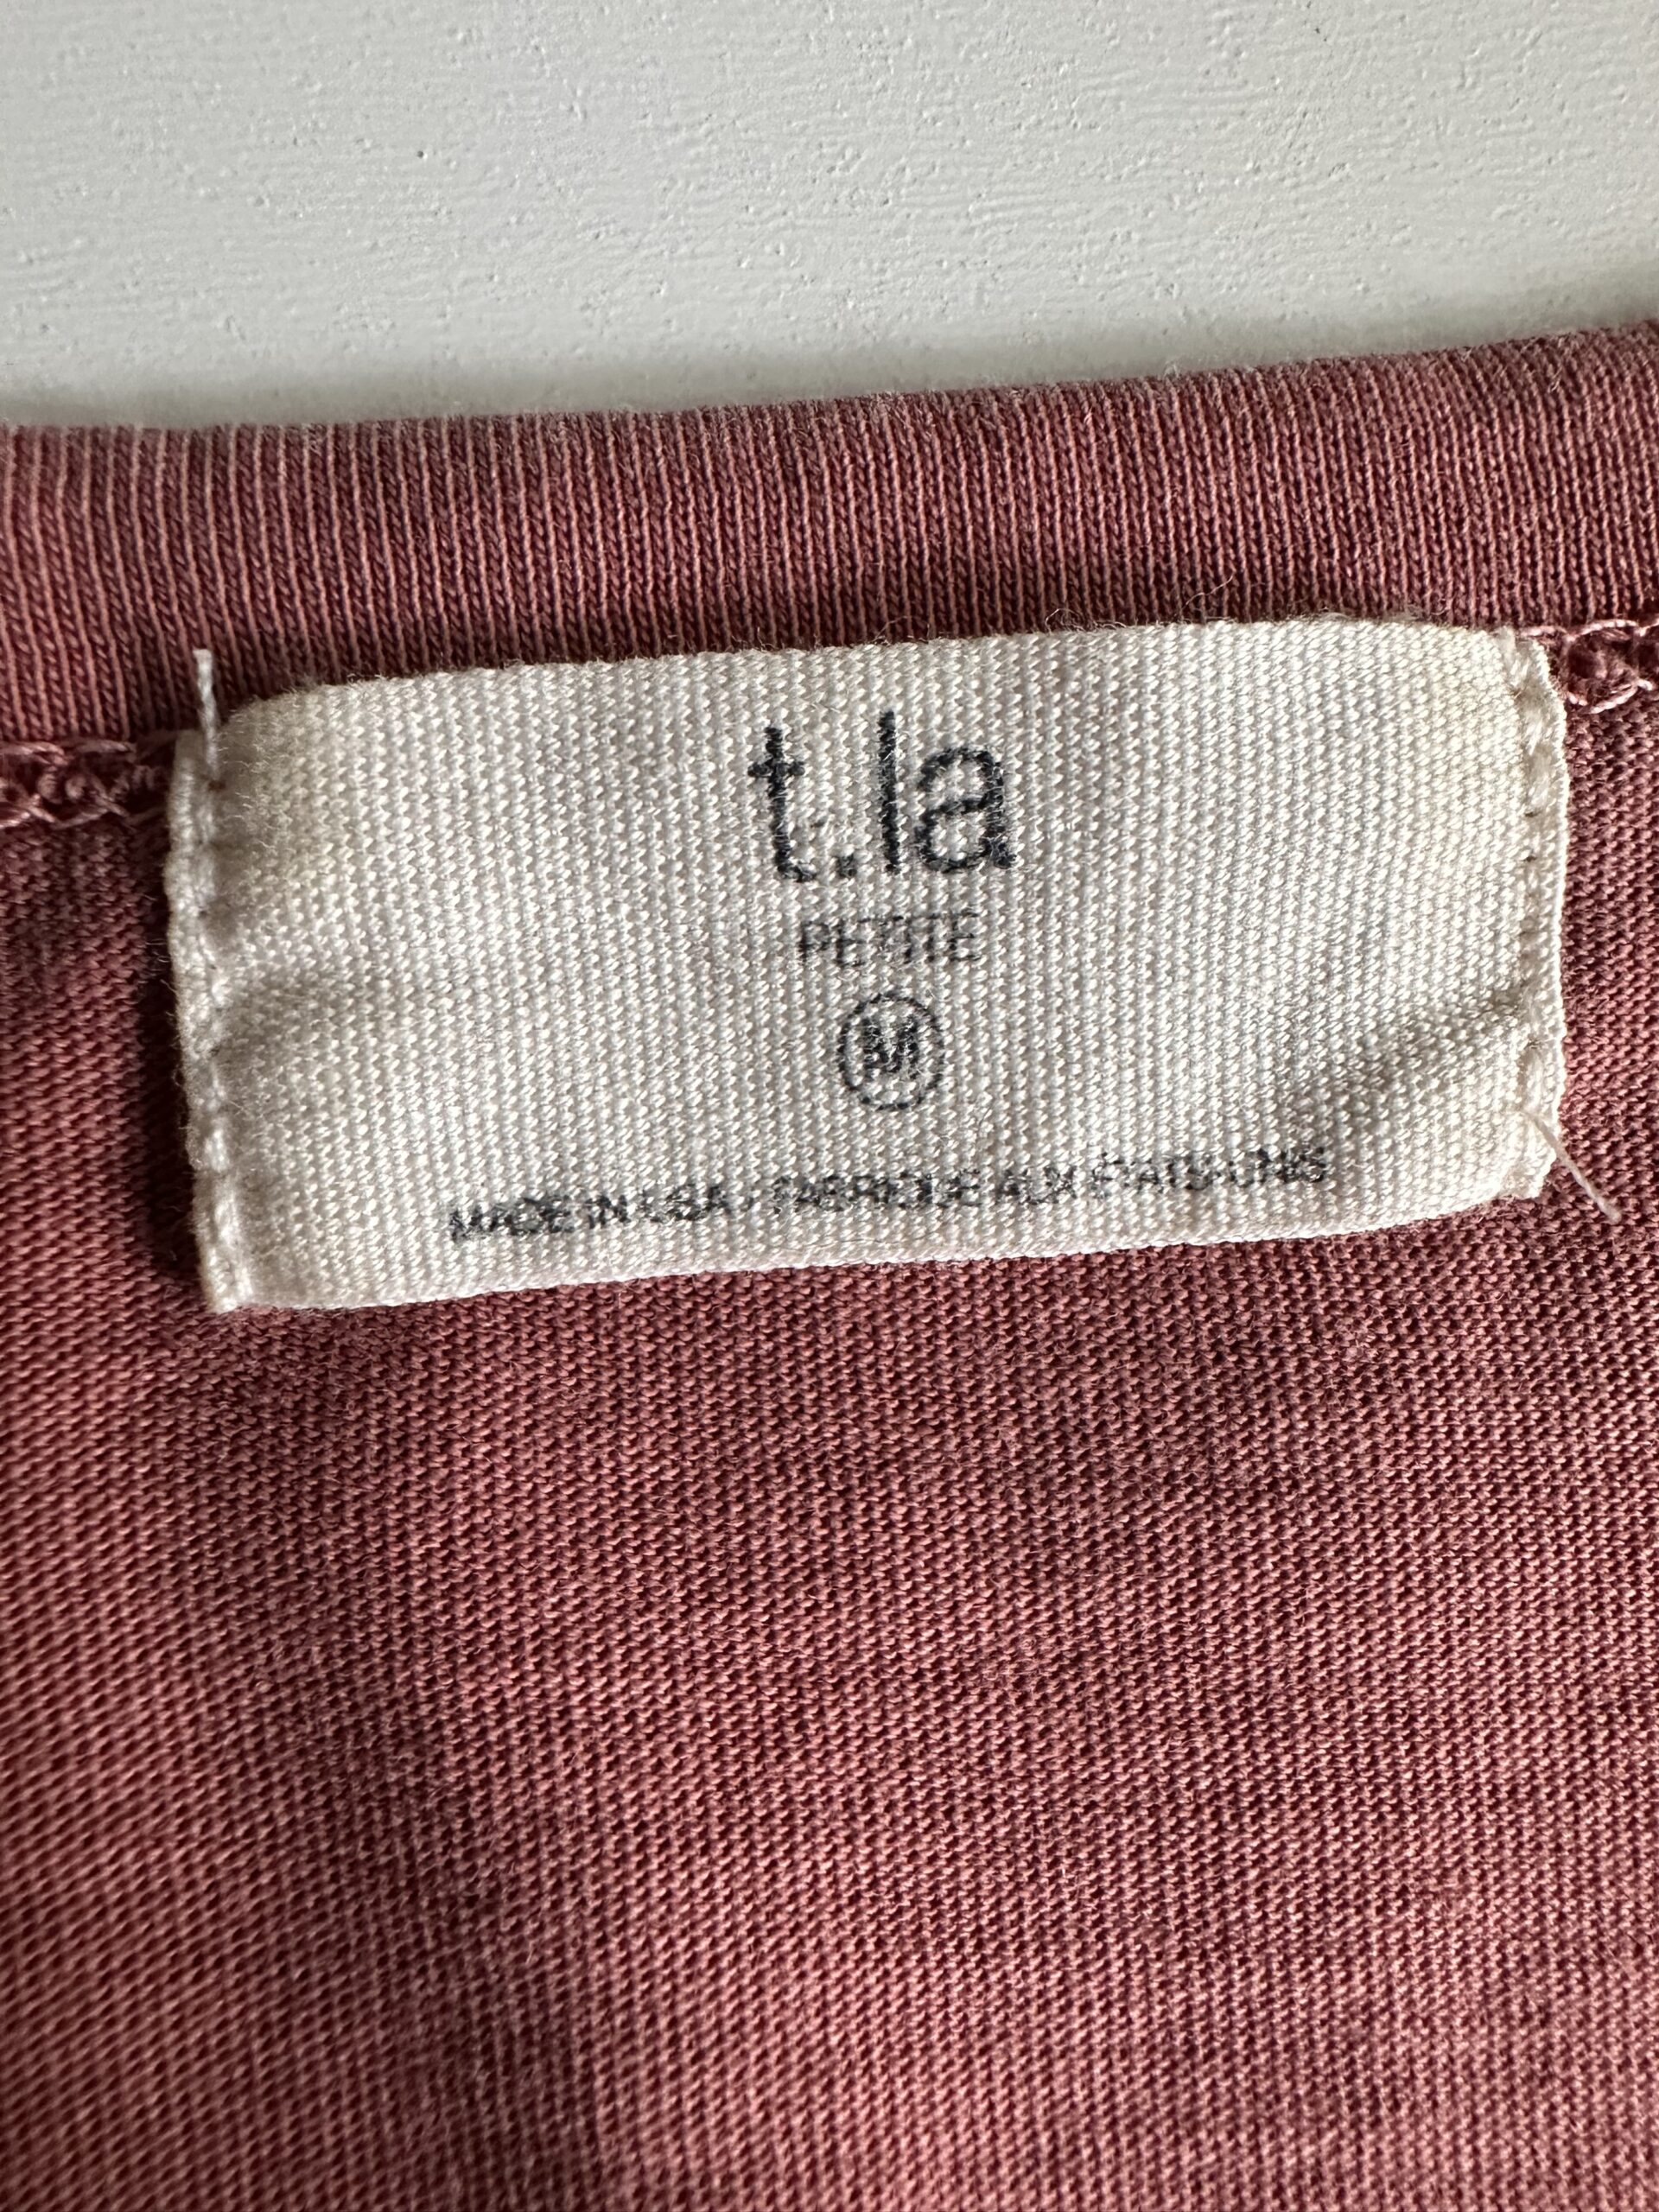 t.la
PETITE
M
MADE IN USA / FABRIQUÉ AUX ÉTATS-UNIS